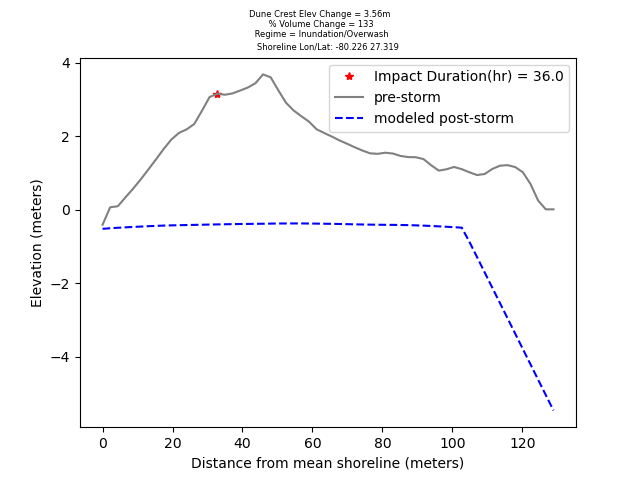 Dune Crest Elev Change = 3.56m
% Volume Change = 133
Regime = Inundation/Overwash
Shoreline Lon/Lat: -80.226 27.319
Impact Duration(hr) = 36.0
pre-storm
modeled post-storm
Elevation (meters)
4
2
0
−2
−4
0 20 40 60 80 100 120
Distance from mean shoreline (meters)